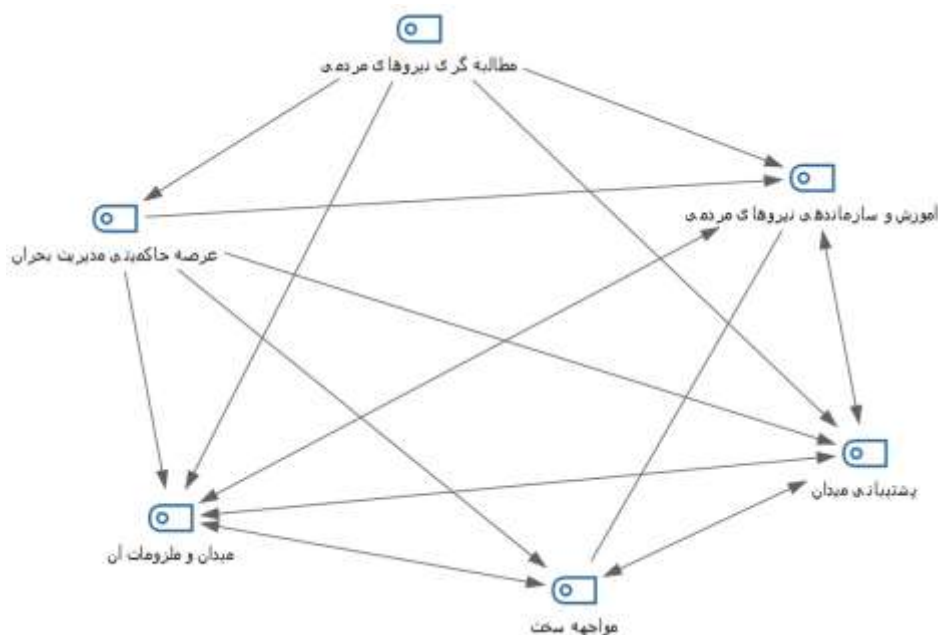 مطالبه گری نیروهای مردمی
آموزش و سازماندهی نیروهای مردمی
عرصه حاکمیتی مدیریت بحران
پشتیبانی میدان
میدان و ملزومات آن
مواجهه سخت